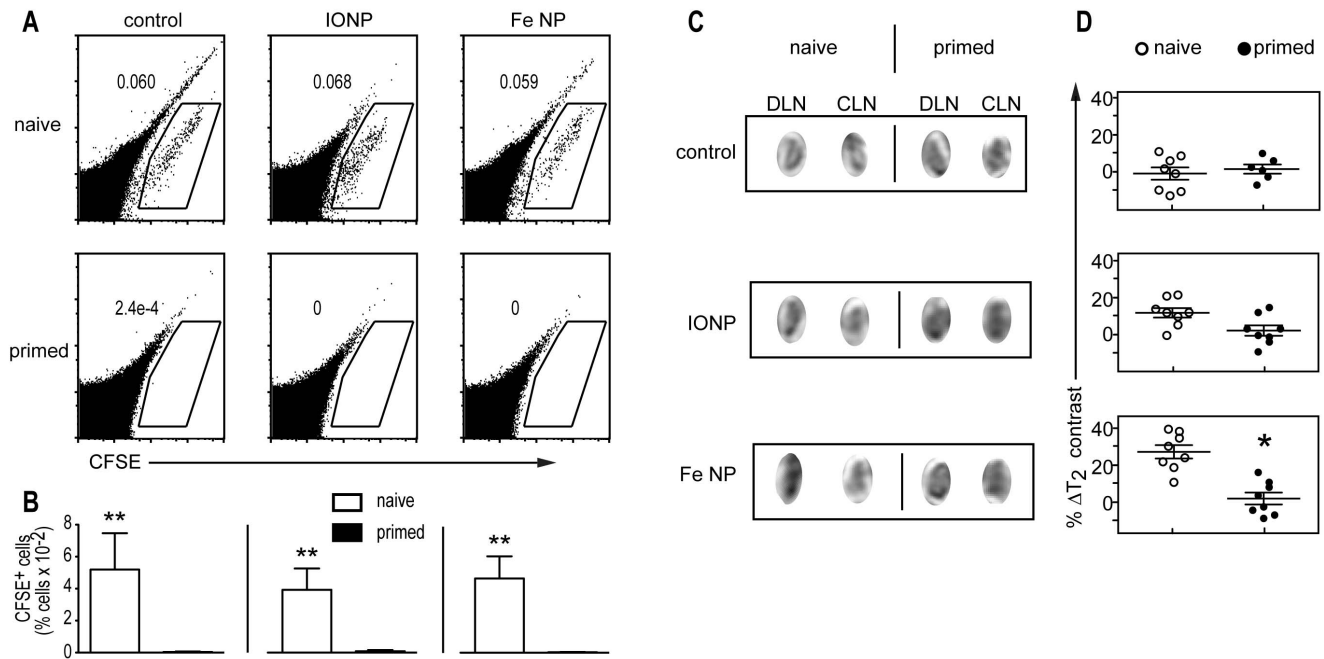 A
control
IONP
Fe NP
naive
0.060
0.068
0.059
primed
2.4e-4
0
0
CFSE
B
naive
primed
CFSE+ cells
(% cells x 10-2)
8
6
4
2
0
**
**
**
C
naive
primed
DLN CLN DLN CLN
control
IONP
Fe NP
D
naive primed
% ΔT2 contrast
40
20
0
40
20
0
40
20
0
*